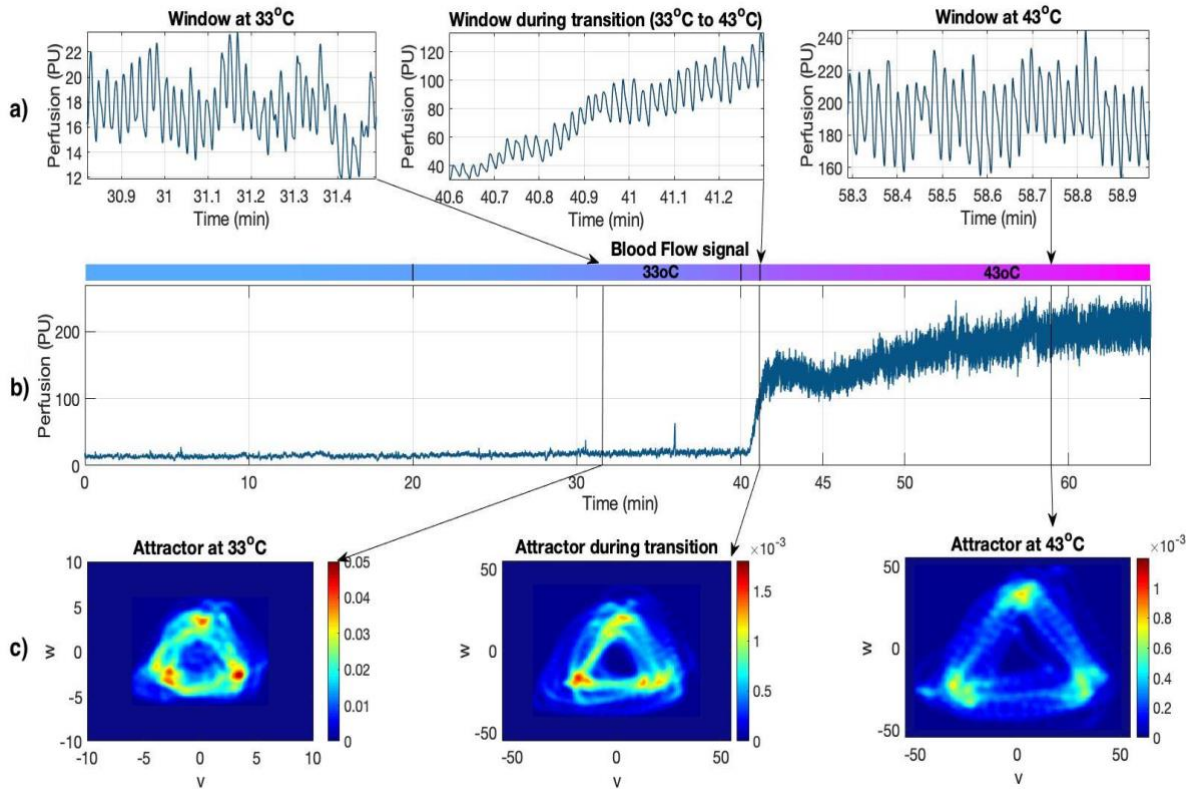 Window at 33°C
Window during transition (33°C to 43°C)
Window at 43°C
a)
Perfusion (PU)
22
20
18
16
14
12
30.9 31 31.1 31.2 31.3 31.4
Time (min)
Perfusion (PU)
120
100
80
60
40
40.6 40.7 40.8 40.9 41 41.1 41.2
Time (min)
Perfusion (PU)
240
220
200
180
160
58.3 58.4 58.5 58.6 58.7 58.8 58.9
Time (min)
Blood Flow signal
33oC
43oC
b)
Perfusion (PU)
200
100
0
0 10 20 30 40 45 50 60
Time (min)
c)
Attractor at 33°C
w
10
5
0
-5
-10
-10 -5 0 5 10
v
0.05
0.04
0.03
0.02
0.01
0
Attractor during transition
w
50
0
-50
-50 0 50
v
×10-3
1.5
1
0.5
0
Attractor at 43°C
w
50
0
-50
-50 0 50
v
×10-3
1
0.8
0.6
0.4
0.2
0